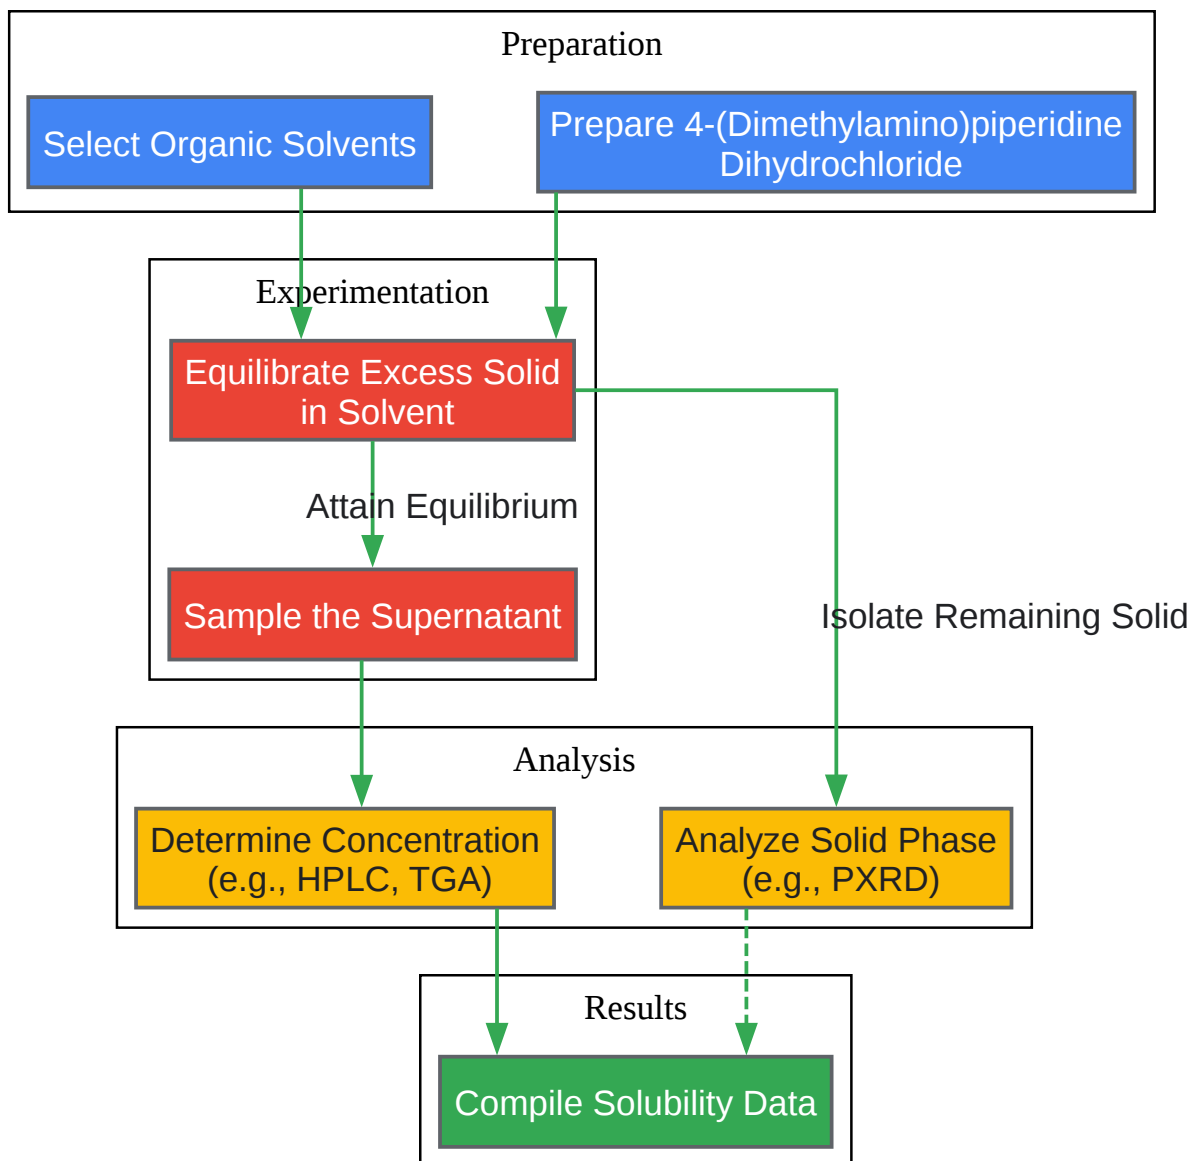 Preparation
Select Organic Solvents
Prepare 4-(Dimethylamino)piperidine
Dihydrochloride
Experimentation
Equilibrate Excess Solid
in Solvent
Attain Equilibrium
Sample the Supernatant
Isolate Remaining Solid
Analysis
Determine Concentration
(e.g., HPLC, TGA)
Analyze Solid Phase
(e.g., PXRD)
Results
Compile Solubility Data